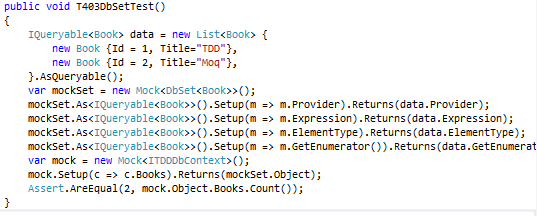 public void T403DbSetTest()
{
    IQueryable<Book> data = new List<Book> {
        new Book {Id = 1, Title="TDD"},
        new Book {Id = 2, Title="Moq"},
    }.AsQueryable();
    var mockSet = new Mock<DbSet<Book>>();
    mockSet.As<IQueryable<Book>>().Setup(m => m.Provider).Returns(data.Provider);
    mockSet.As<IQueryable<Book>>().Setup(m => m.Expression).Returns(data.Expression);
    mockSet.As<IQueryable<Book>>().Setup(m => m.ElementType).Returns(data.ElementType);
    mockSet.As<IQueryable<Book>>().Setup(m => m.GetEnumerator()).Returns(data.GetEnumerat
    var mock = new Mock<ITDDDbContext>();
    mock.Setup(c => c.Books).Returns(mockSet.Object);
    Assert.AreEqual(2, mock.Object.Books.Count());
}